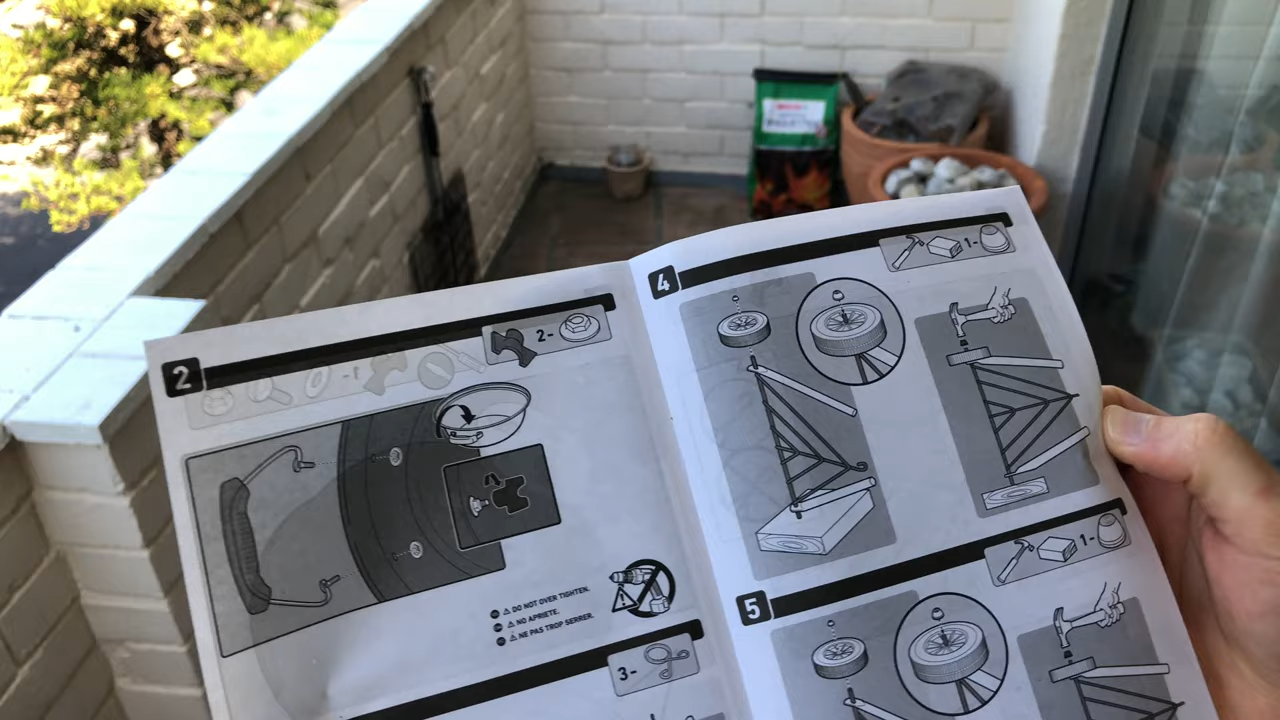 2
2-
DO NOT OVER TIGHTEN.
NO APRIETE.
NE PAS TROP SERRER.
3-
4
1-
5
1-